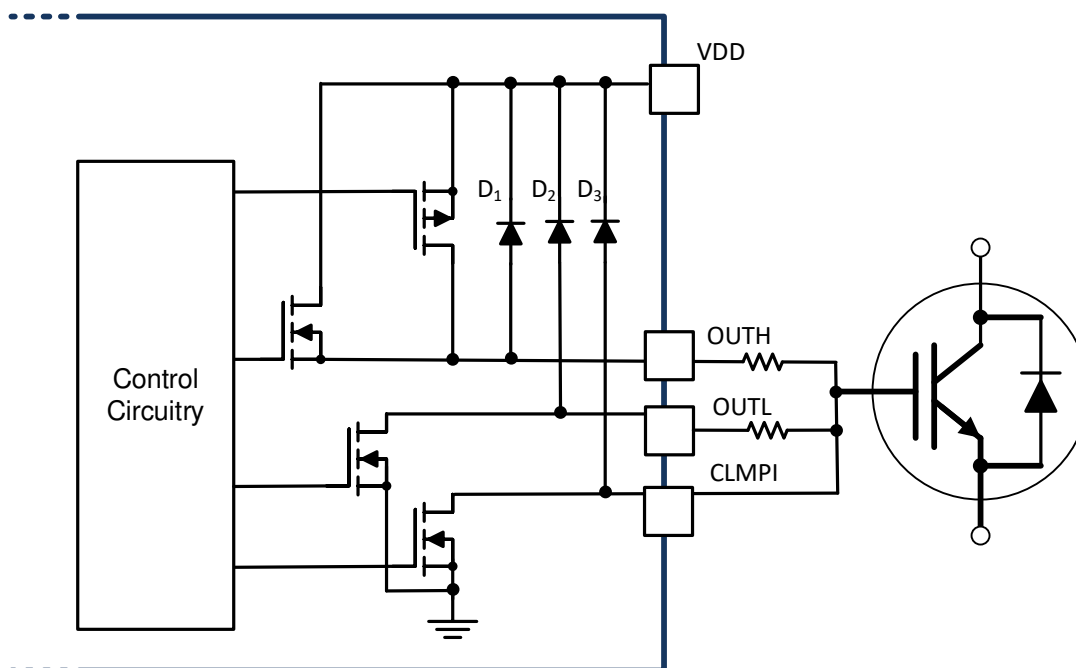 VDD
D₁
D₂
D₃
Control
Circuitry
OUTH
OUTL
CLMPI